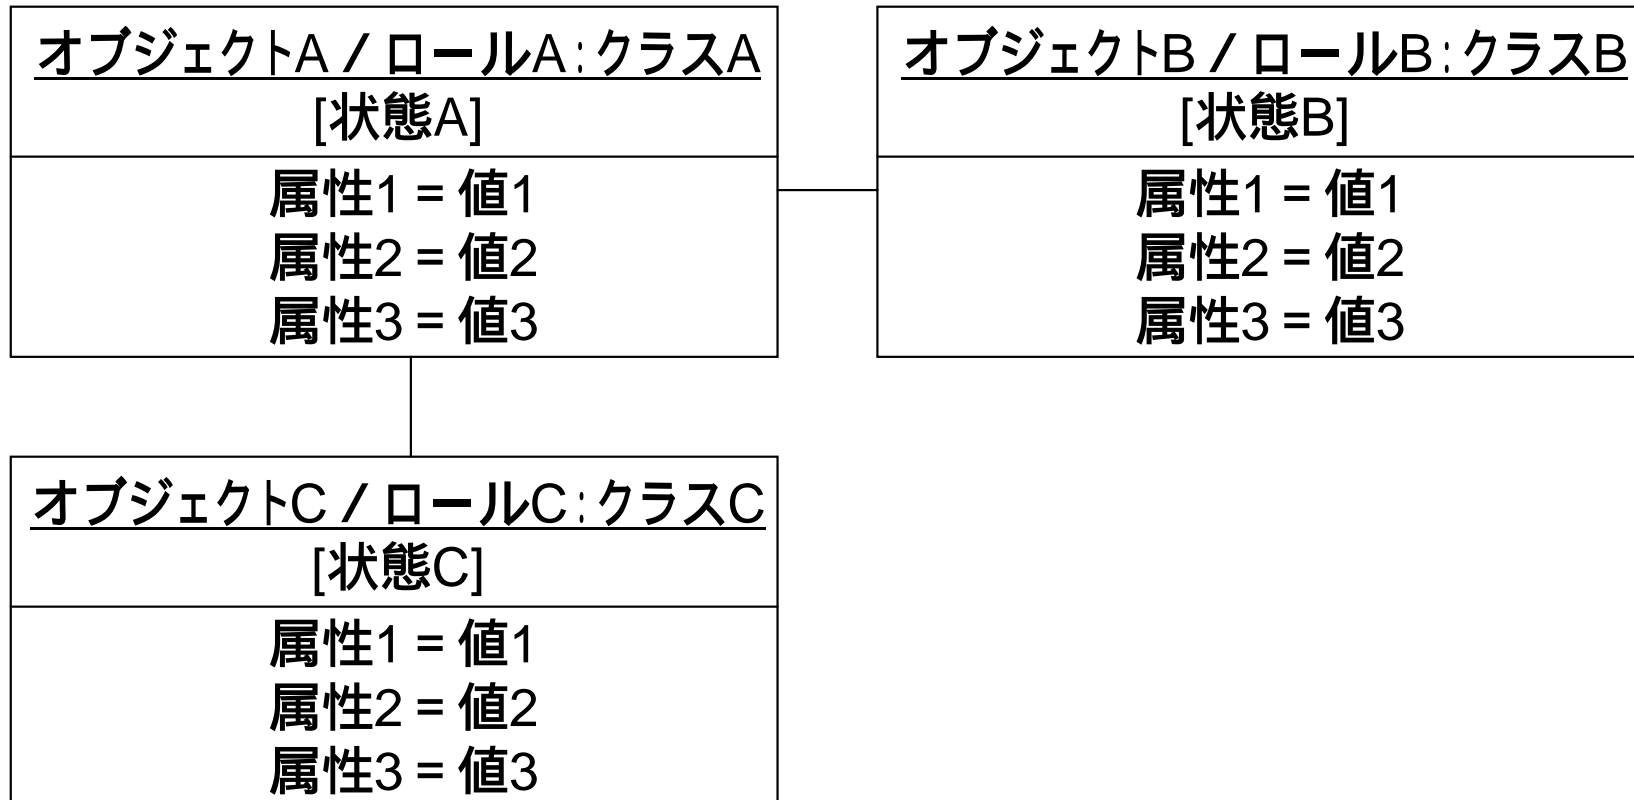 オブジェクトA / ロールA : クラスA
[状態A]
属性1 = 値1
属性2 = 値2
属性3 = 値3
オブジェクトB / ロールB : クラスB
[状態B]
属性1 = 値1
属性2 = 値2
属性3 = 値3
オブジェクトC / ロールC : クラスC
[状態C]
属性1 = 値1
属性2 = 値2
属性3 = 値3